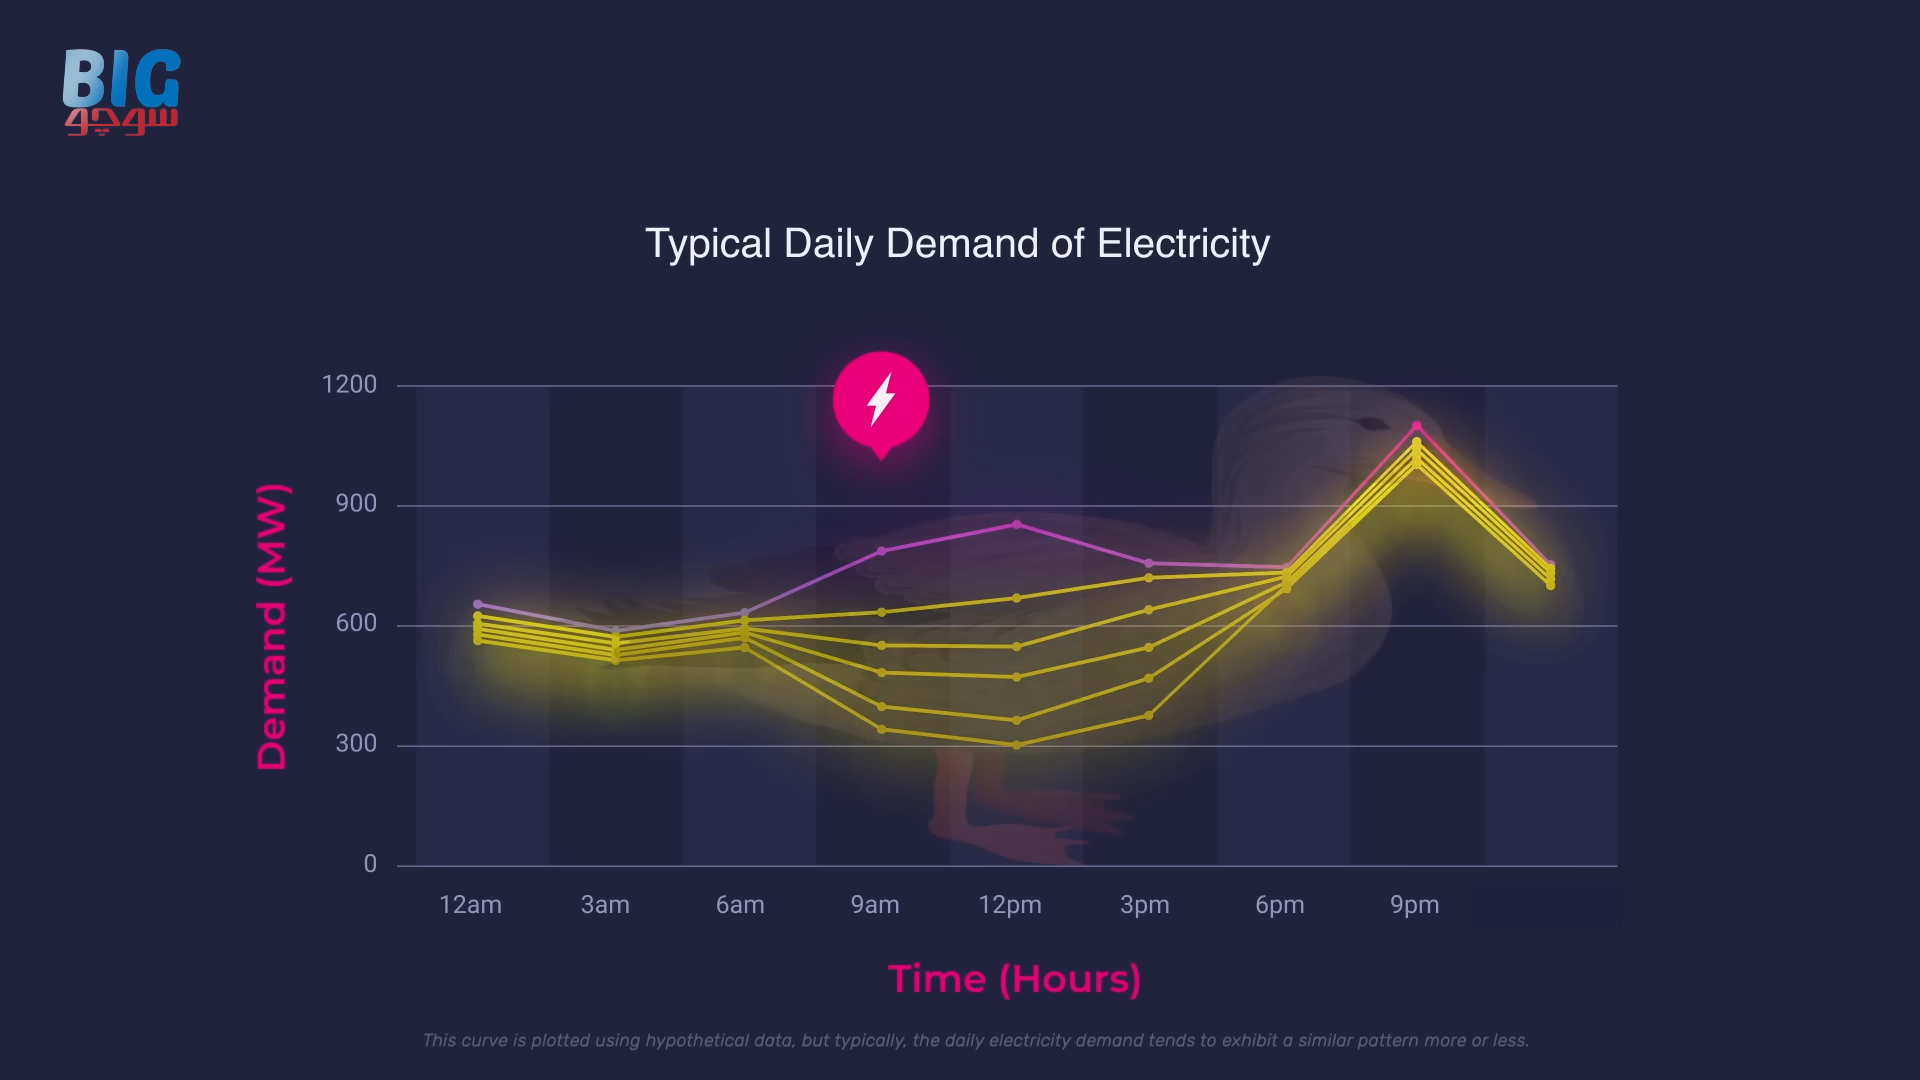 BIG
سوچو
Typical Daily Demand of Electricity
1200
900
600
300
0
Demand (MW)
12am 3am 6am 9am 12pm 3pm 6pm 9pm
Time (Hours)
This curve is plotted using hypothetical data, but typically, the daily electricity demand tends to exhibit a similar pattern more or less.